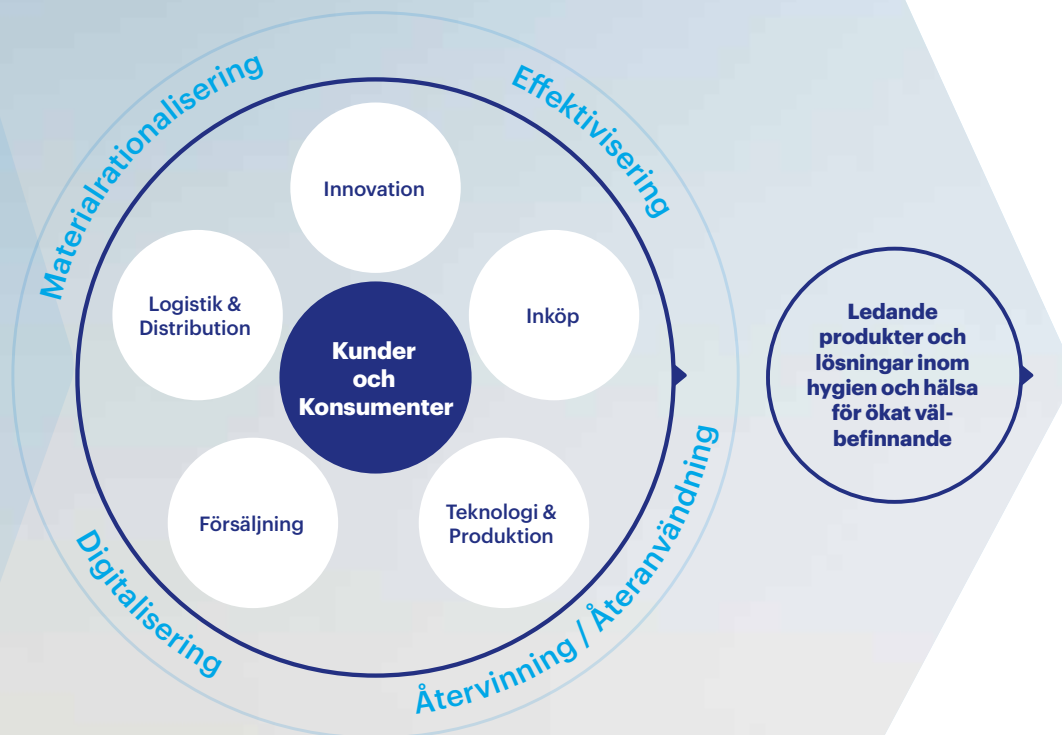 Materialrationalisering
Effektivisering
Innovation
Logistik &
Distribution
Inköp
Kunder
och
Konsumenter
Försäljning
Teknologi &
Produktion
Digitalisering
Återvinning / Återanvändning
Ledande
produkter och
lösningar inom
hygien och hälsa
för ökat väl-
befinnande